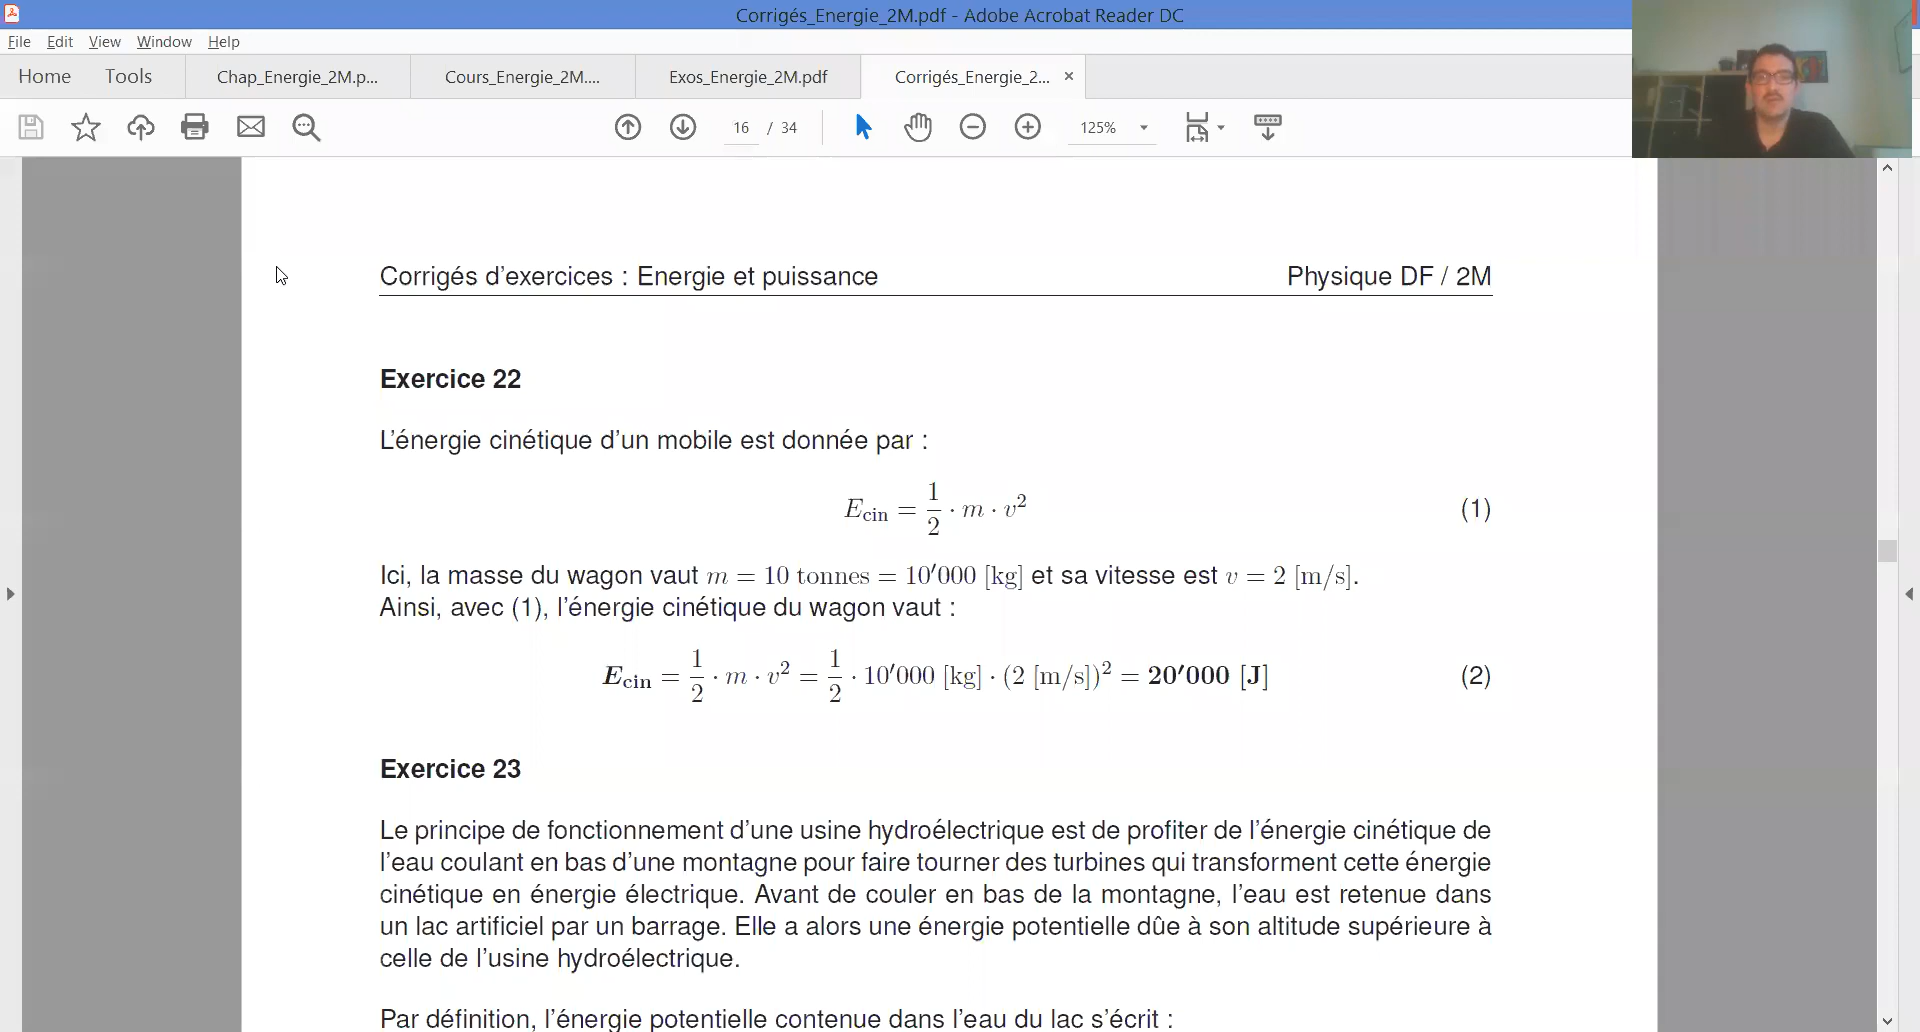 Corrigés_Energie_2M.pdf - Adobe Acrobat Reader DC
File Edit View Window Help
Home Tools Chap_Energie_2M.p... Cours_Energie_2M.... Exos_Energie_2M.pdf Corrigés_Energie_2... ×
16 / 34 125%
Corrigés d'exercices : Energie et puissance Physique DF / 2M
Exercice 22
L'énergie cinétique d'un mobile est donnée par :
E_cin = 1/2 · m · v² (1)
Ici, la masse du wagon vaut m = 10 tonnes = 10′000 [kg] et sa vitesse est v = 2 [m/s].
Ainsi, avec (1), l'énergie cinétique du wagon vaut :
E_cin = 1/2 · m · v² = 1/2 · 10′000 [kg] · (2 [m/s])² = 20′000 [J] (2)
Exercice 23
Le principe de fonctionnement d'une usine hydroélectrique est de profiter de l'énergie cinétique de
l'eau coulant en bas d'une montagne pour faire tourner des turbines qui transforment cette énergie
cinétique en énergie électrique. Avant de couler en bas de la montagne, l'eau est retenue dans
un lac artificiel par un barrage. Elle a alors une énergie potentielle dûe à son altitude supérieure à
celle de l'usine hydroélectrique.
Par définition, l'énergie potentielle contenue dans l'eau du lac s'écrit :